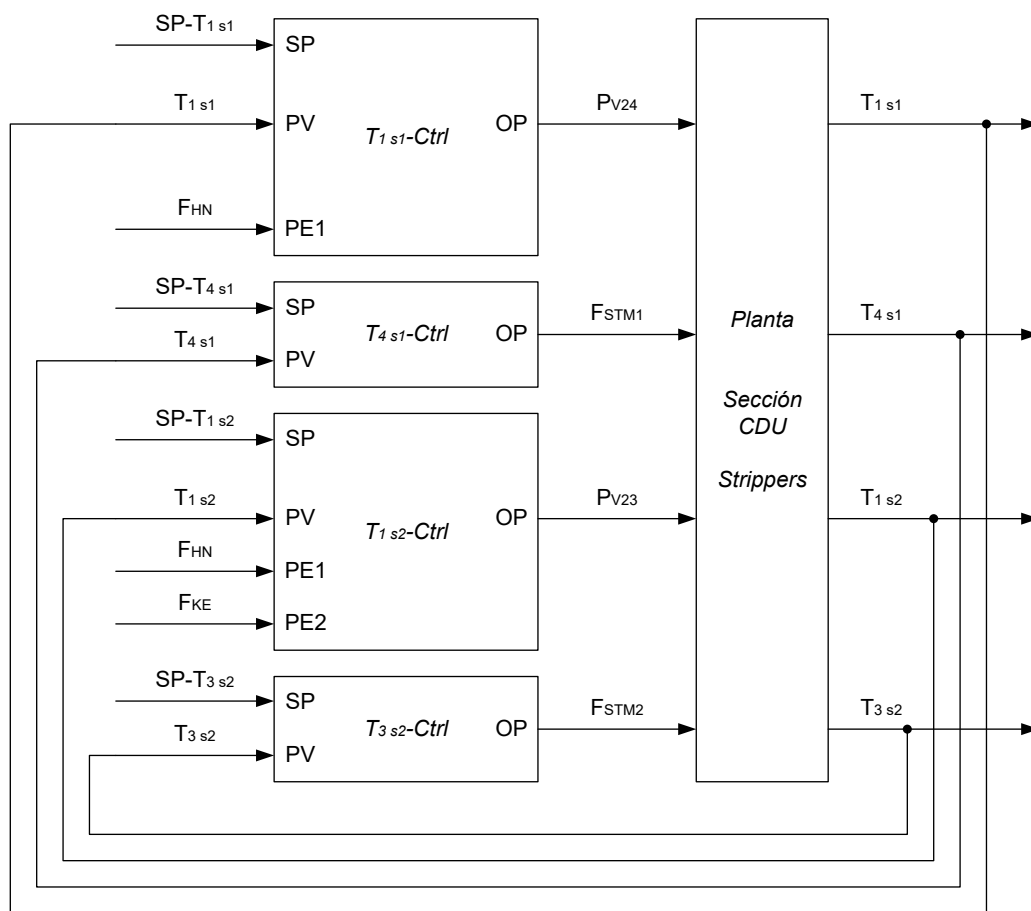 SP-T1 s1
SP
T1 s1
PV
T1 s1-Ctrl
OP
PV24
T1 s1
FHN
PE1
SP-T4 s1
SP
T4 s1
PV
T4 s1-Ctrl
OP
FSTM1
T4 s1
SP-T1 s2
SP
T1 s2
PV
T1 s2-Ctrl
OP
PV23
T1 s2
FHN
PE1
FKE
PE2
SP-T3 s2
SP
T3 s2
PV
T3 s2-Ctrl
OP
FSTM2
T3 s2
Planta
Sección
CDU
Strippers